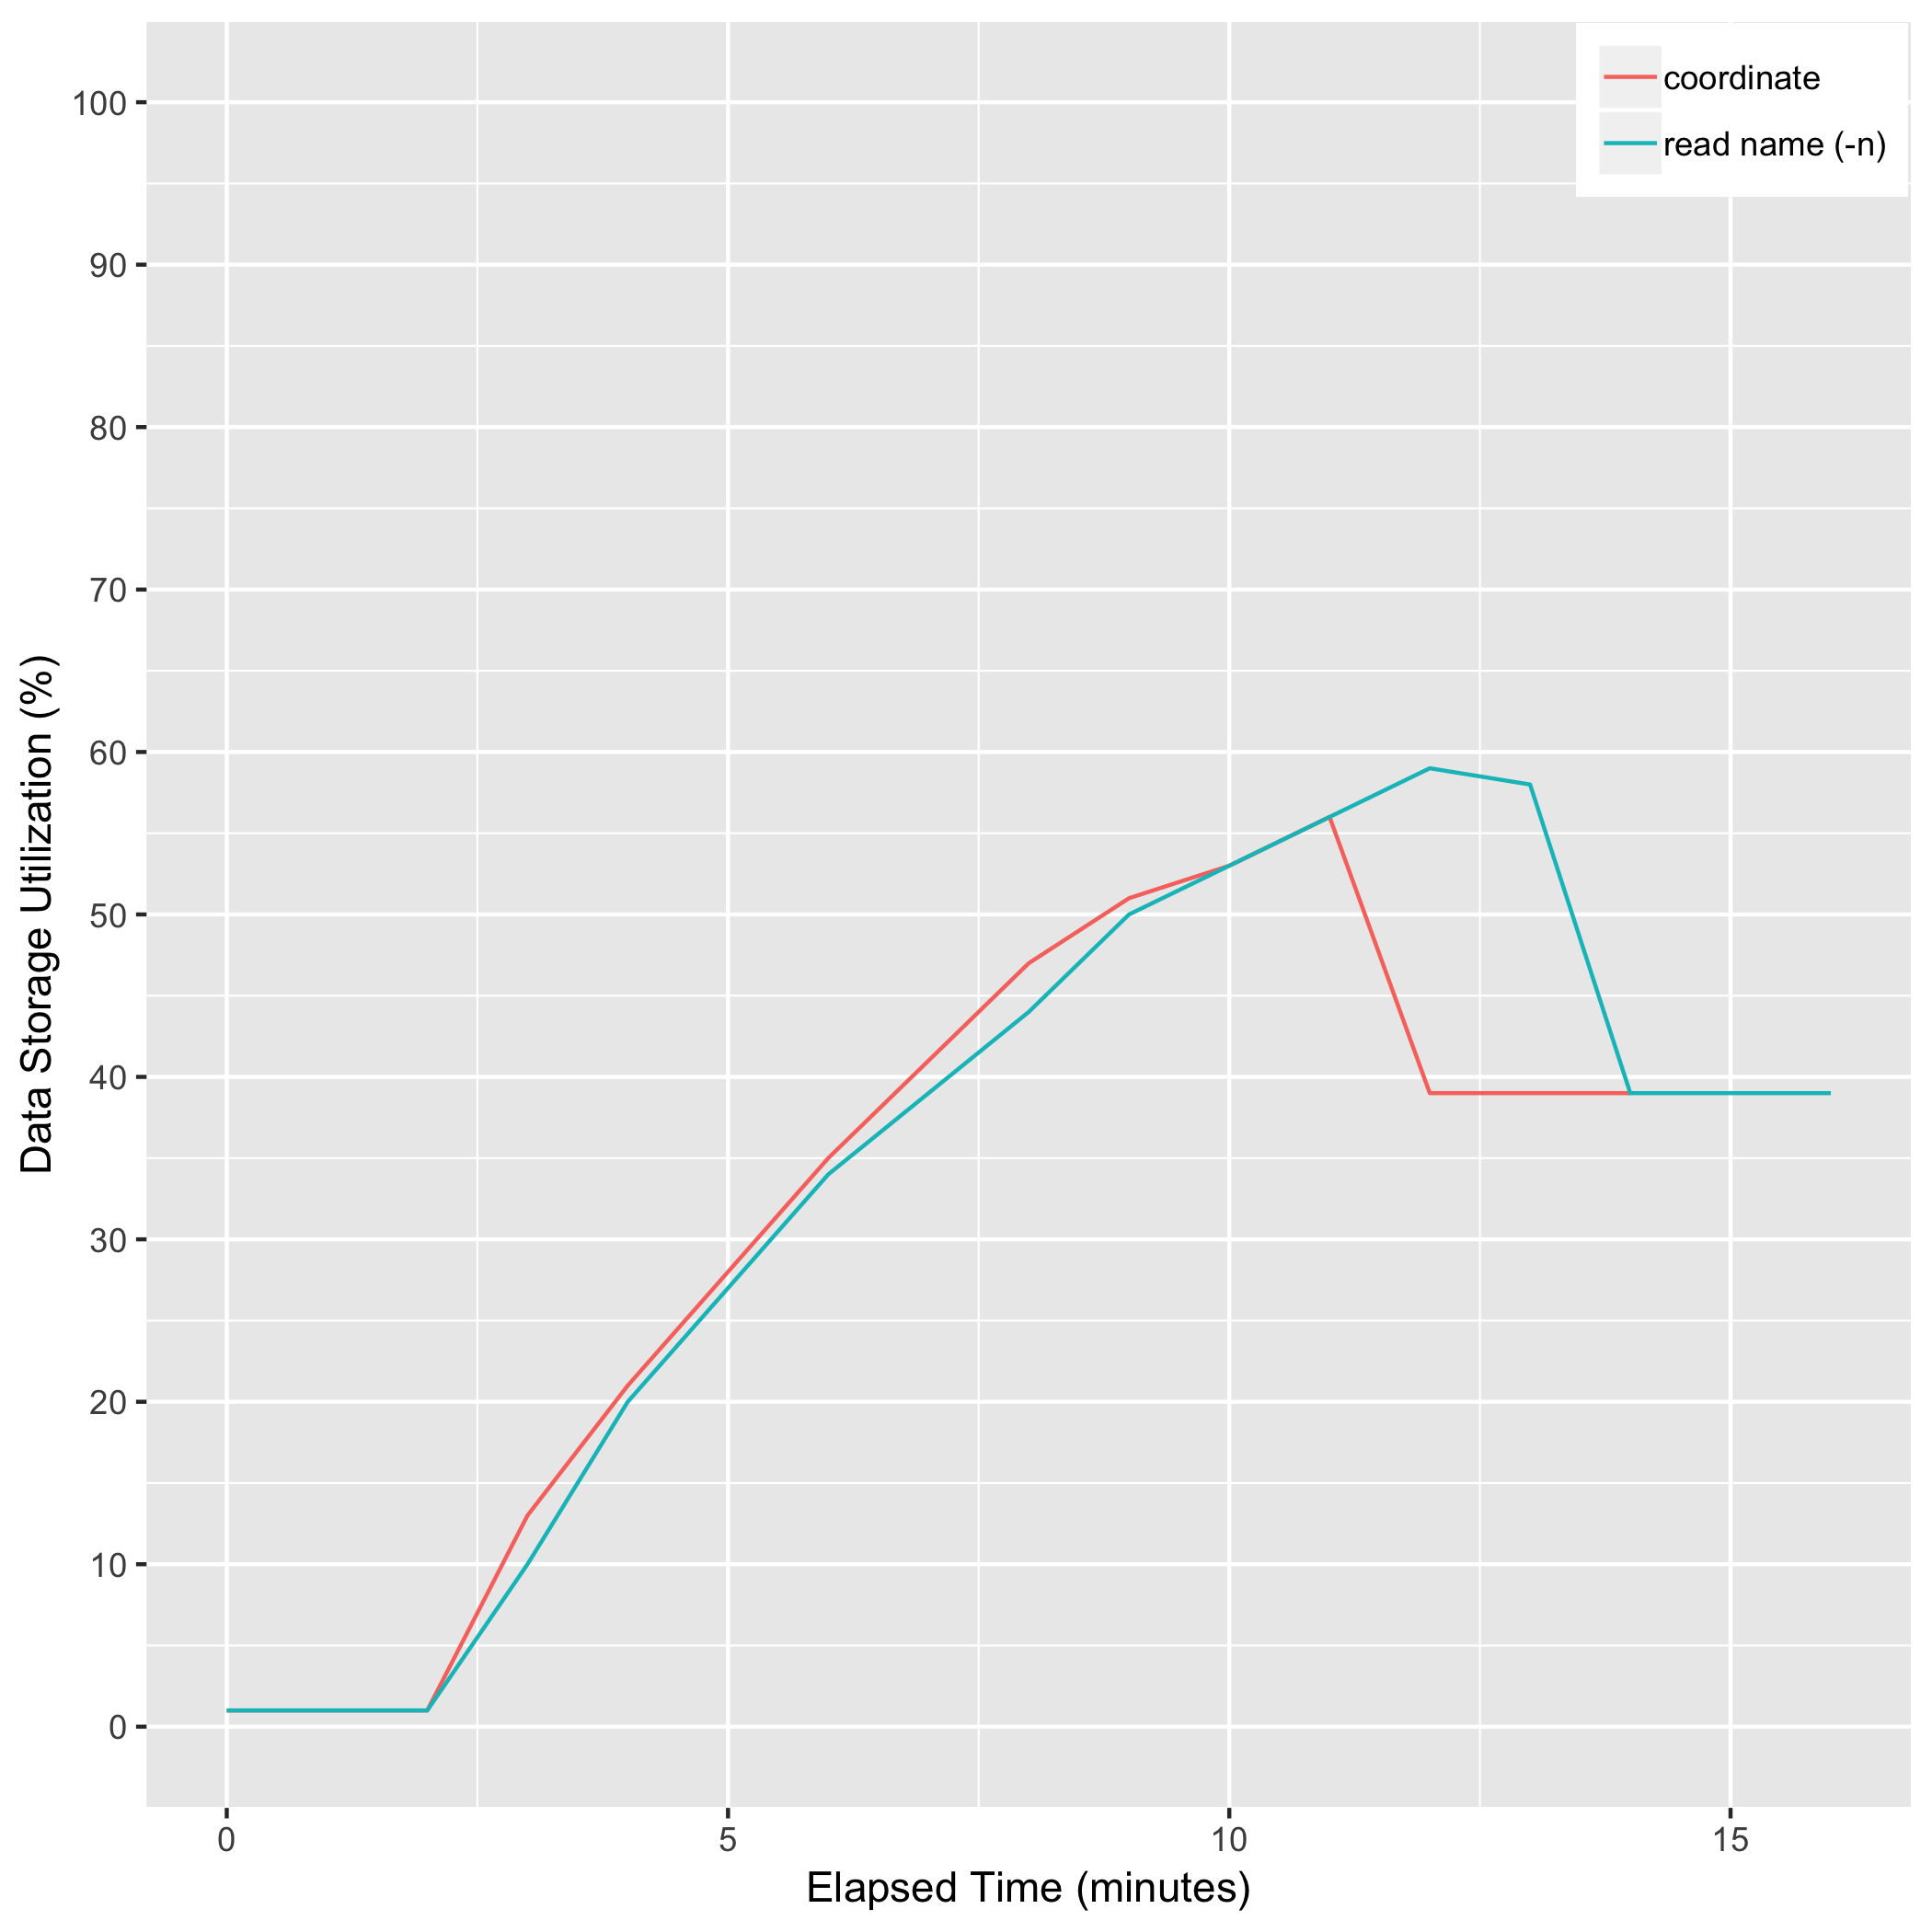 coordinate
read name (-n)
100
90
80
70
60
50
40
30
20
10
0
Data Storage Utilization (%)
0 5 10 15
Elapsed Time (minutes)